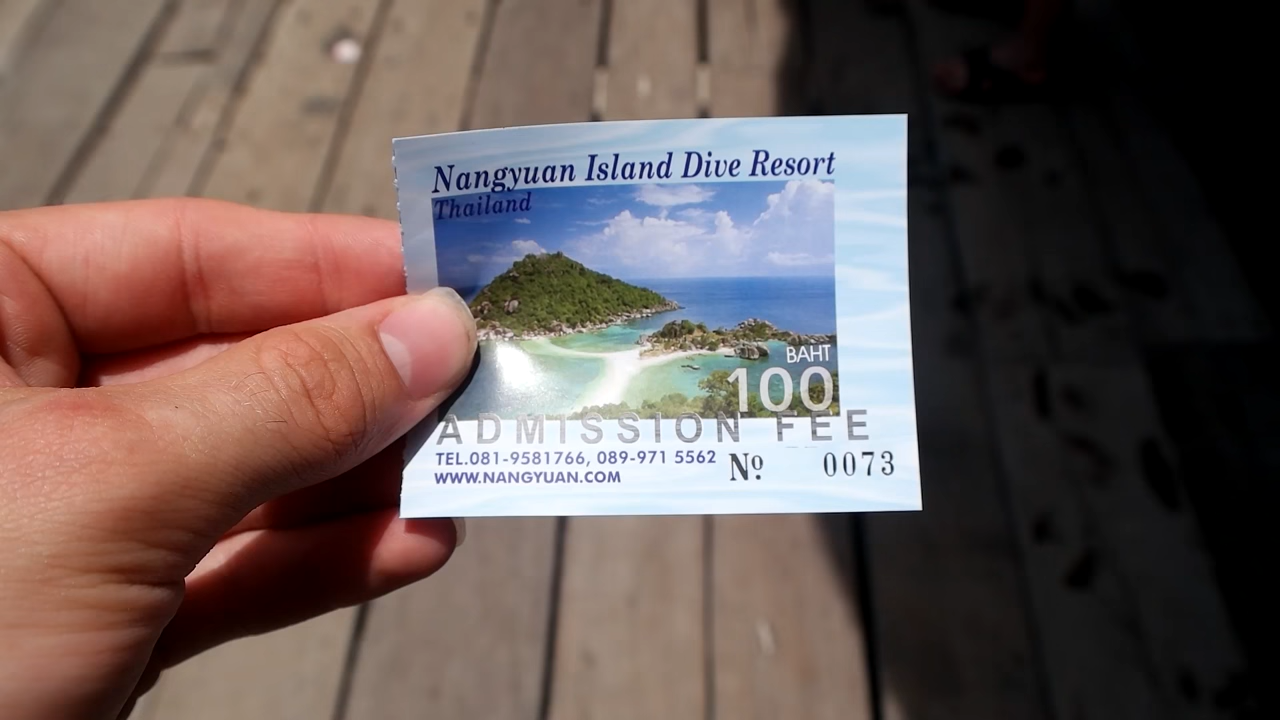 Nangyuan Island Dive Resort
Thailand
BAHT
100
ADMISSION FEE
TEL.081-9581766, 089-971 5562
WWW.NANGYUAN.COM
Nº 0073